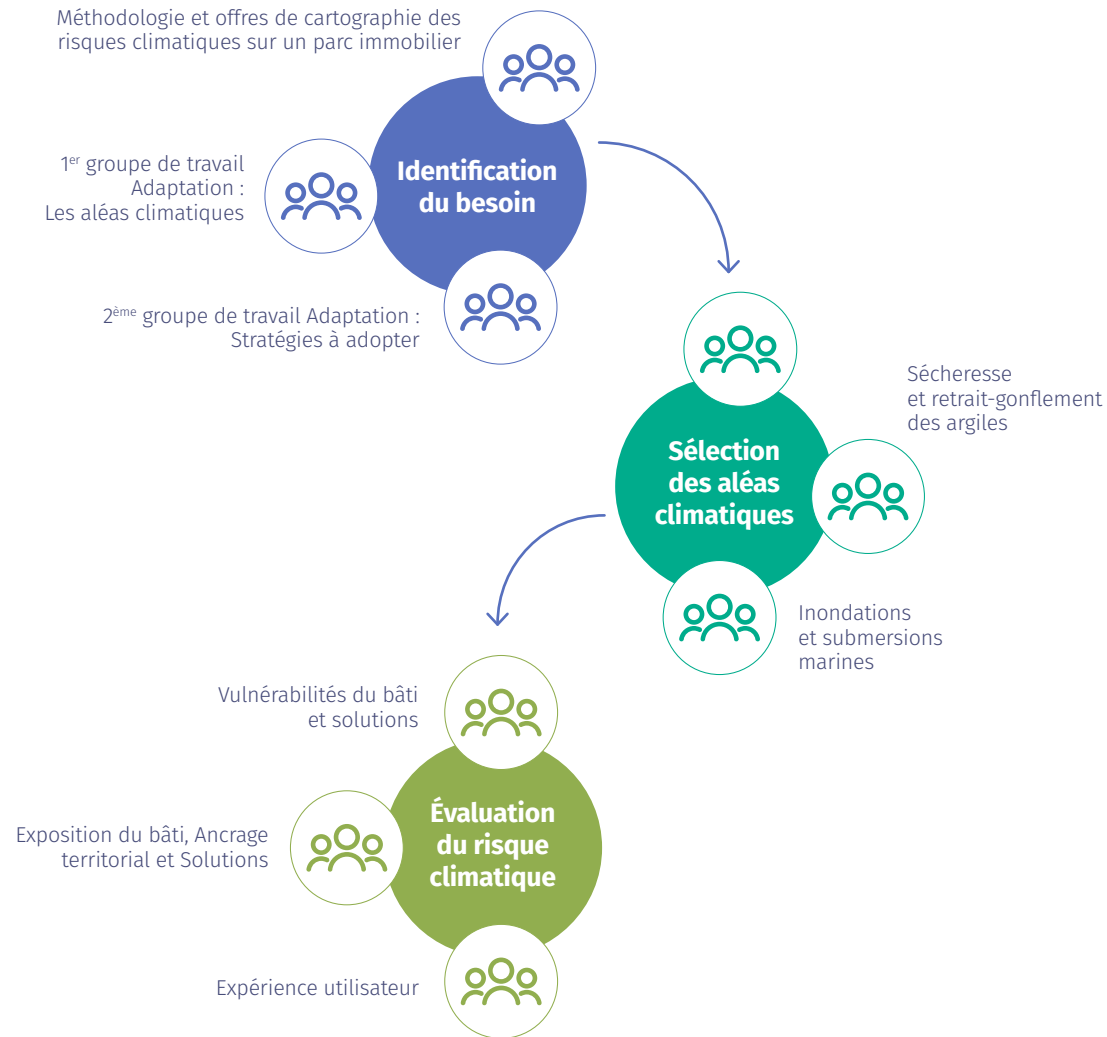 Méthodologie et offres de cartographie des
risques climatiques sur un parc immobilier
Identification
du besoin
1er groupe de travail
Adaptation :
Les aléas climatiques
2ème groupe de travail Adaptation :
Stratégies à adopter
Sélection
des aléas
climatiques
Sécheresse
et retrait-gonflement
des argiles
Inondations
et submersions
marines
Vulnérabilités du bâti
et solutions
Évaluation
du risque
climatique
Exposition du bâti, Ancrage
territorial et Solutions
Expérience utilisateur